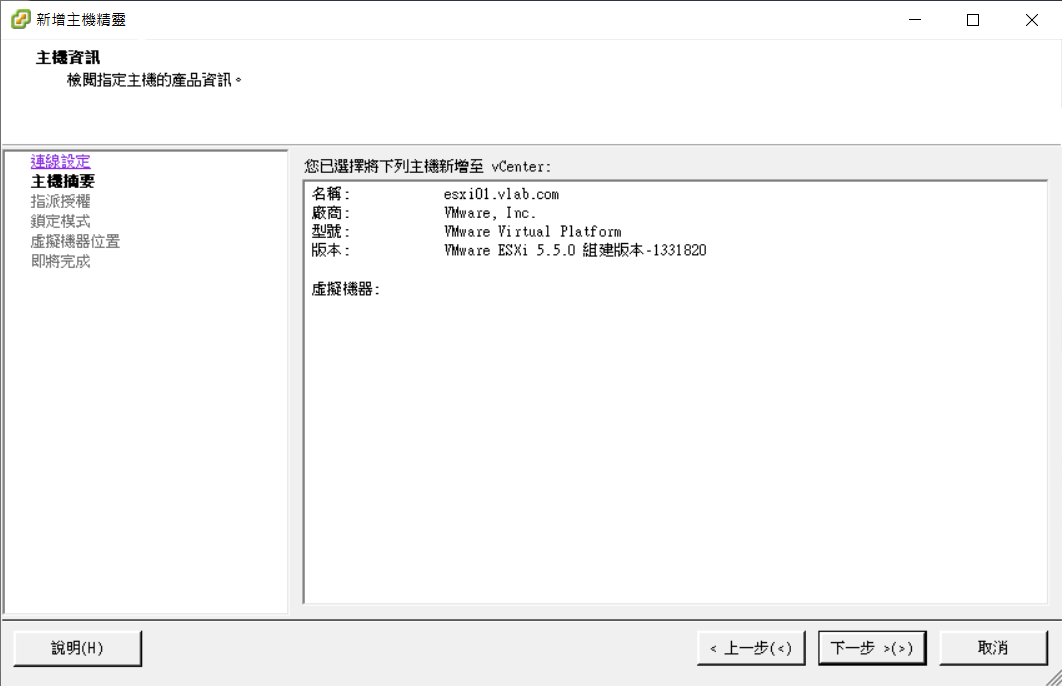 新增主機精靈
主機資訊
檢閱指定主機的產品資訊。
連線設定
主機摘要
指派授權
鎖定模式
虛擬機器位置
即將完成
您已選擇將下列主機新增至 vCenter:
名稱: esxi01.vlab.com
廠商: VMware, Inc.
型號: VMware Virtual Platform
版本: VMware ESXi 5.5.0 組建版本-1331820
虛擬機器:
說明(H) < 上一步(<) 下一步 >(>) 取消